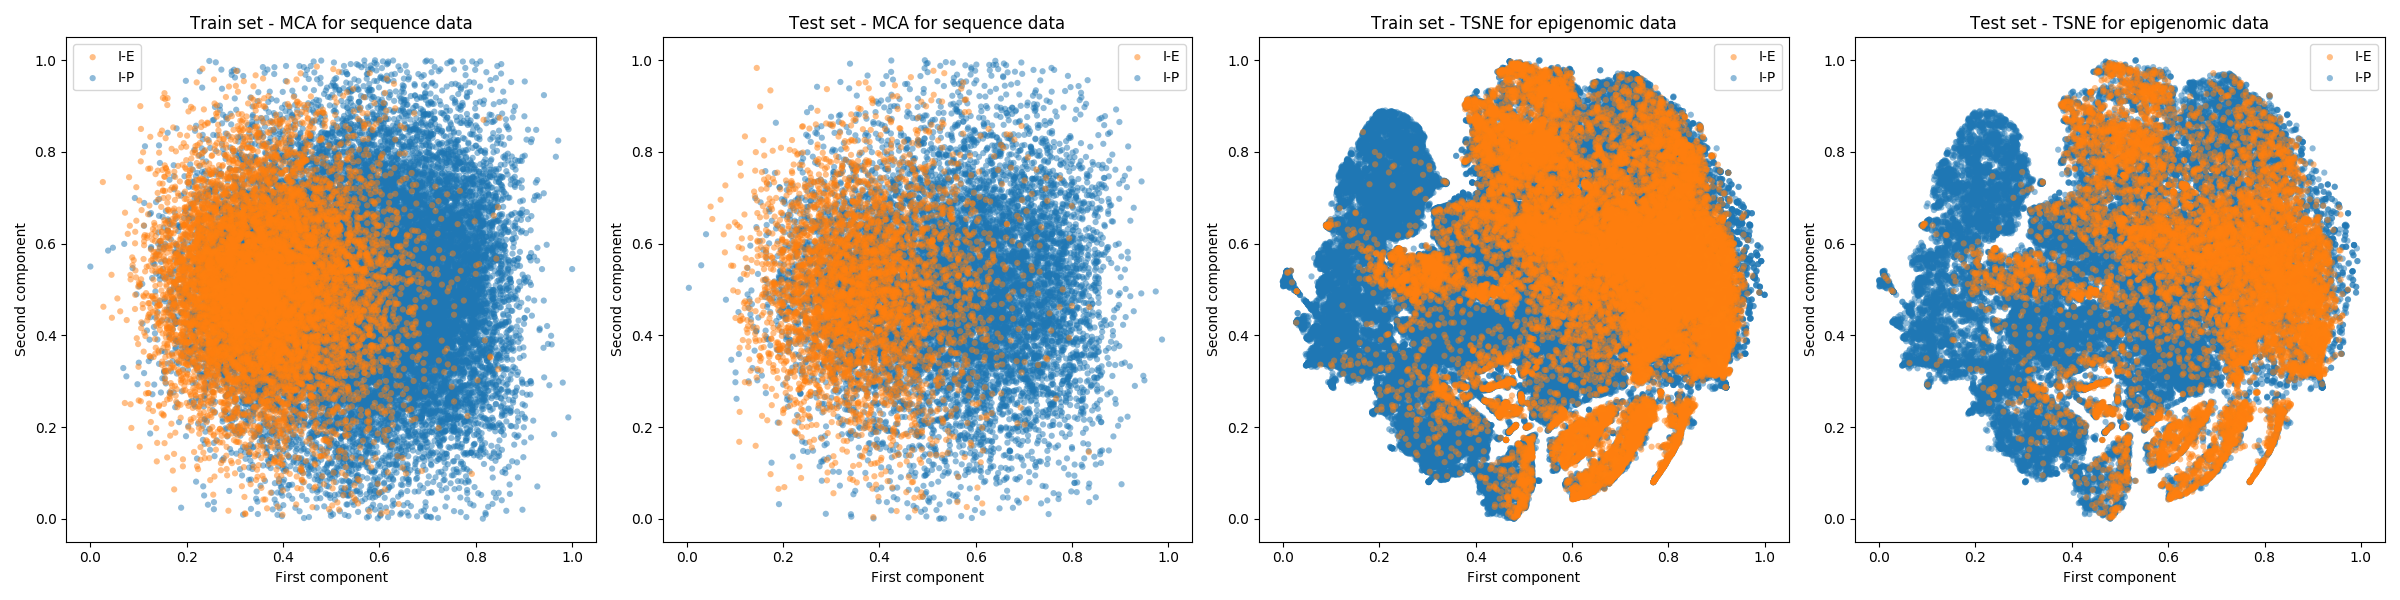 Train set - MCA for sequence data
I-E
I-P
1.0
0.8
0.6
0.4
0.2
0.0
Second component
0.0 0.2 0.4 0.6 0.8 1.0
First component
Test set - MCA for sequence data
I-E
I-P
1.0
0.8
0.6
0.4
0.2
0.0
Second component
0.0 0.2 0.4 0.6 0.8 1.0
First component
Train set - TSNE for epigenomic data
I-E
I-P
1.0
0.8
0.6
0.4
0.2
0.0
Second component
0.0 0.2 0.4 0.6 0.8 1.0
First component
Test set - TSNE for epigenomic data
I-E
I-P
1.0
0.8
0.6
0.4
0.2
0.0
Second component
0.0 0.2 0.4 0.6 0.8 1.0
First component